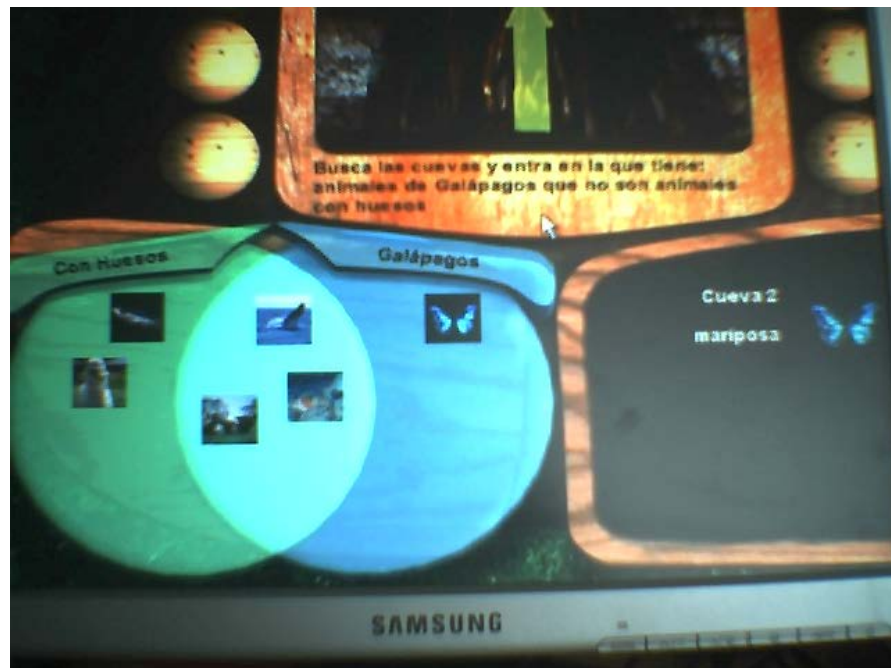 Busca las cuevas y entra en la que tiene:
animales de Galápagos que no son animales
con huesos
Con Huesos
Galápagos
Cueva 2
mariposa
SAMSUNG